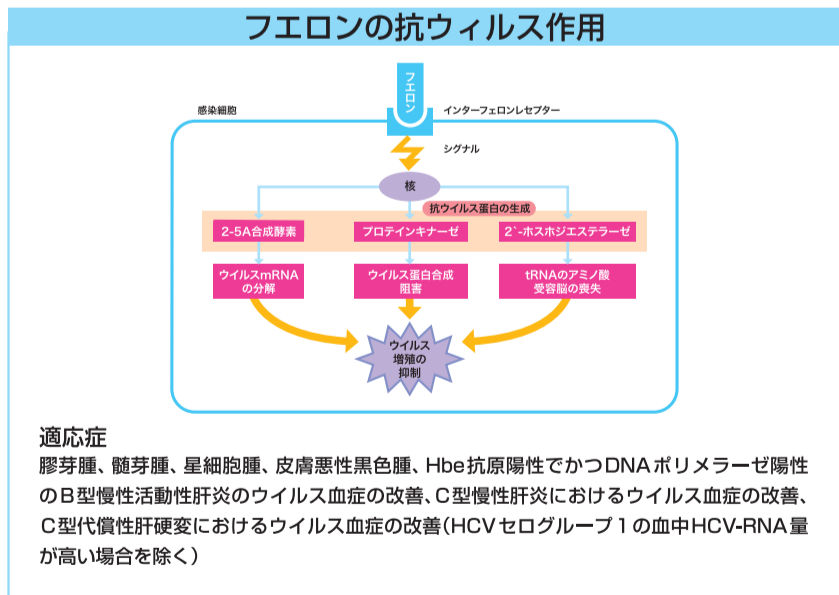 フエロンの抗ウィルス作用
フエロン
感染細胞
インターフェロンレセプター
シグナル
核
抗ウイルス蛋白の生成
2-5A合成酵素
プロテインキナーゼ
2`-ホスホジエステラーゼ
ウイルスmRNA
の分解
ウイルス蛋白合成
阻害
tRNAのアミノ酸
受容脳の喪失
ウイルス
増殖の
抑制
適応症
膠芽腫、髄芽腫、星細胞腫、皮膚悪性黒色腫、Hbe抗原陽性でかつDNAポリメラーゼ陽性
のB型慢性活動性肝炎のウイルス血症の改善、C型慢性肝炎におけるウイルス血症の改善、
C型代償性肝硬変におけるウイルス血症の改善(HCVセログループ1の血中HCV-RNA量
が高い場合を除く)